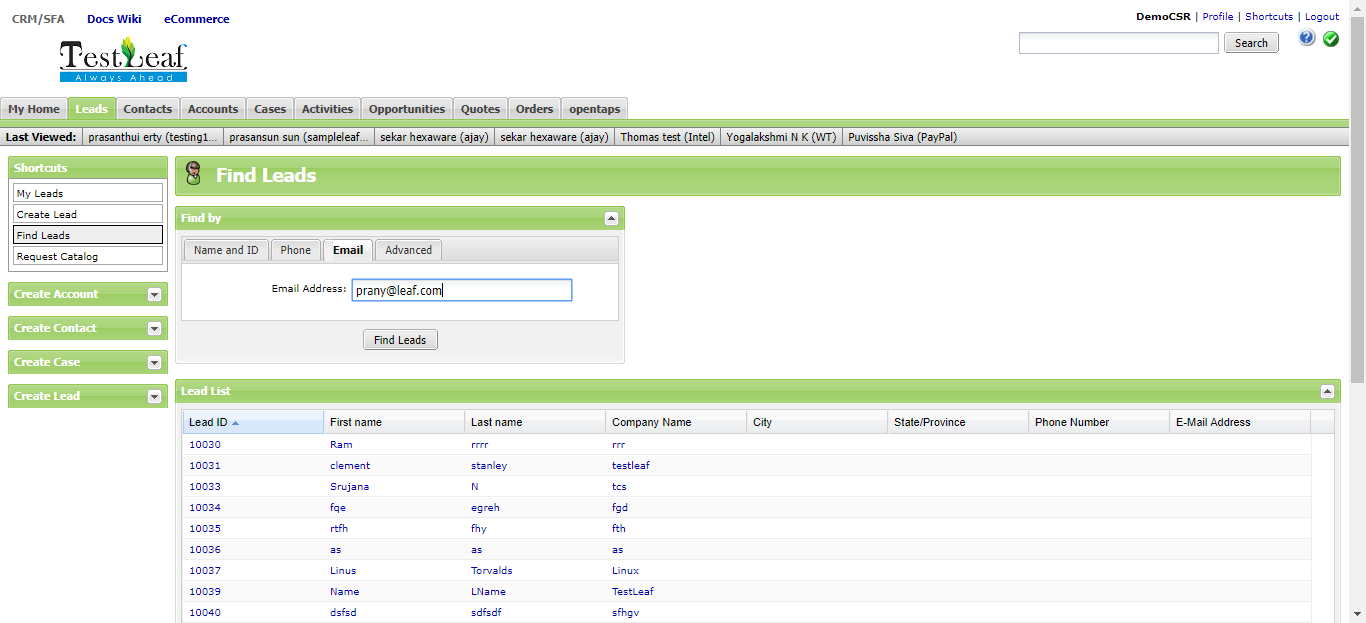 CRM/SFA Docs Wiki eCommerce
DemoCSR | Profile | Shortcuts | Logout
Search
TestLeaf
Always Ahead
My Home Leads Contacts Accounts Cases Activities Opportunities Quotes Orders opentaps
Last Viewed: prasanthui erty (testing1... prasansun sun (sampleleaf... sekar hexaware (ajay) sekar hexaware (ajay) Thomas test (Intel) Yogalakshmi N K (WT) Puvissha Siva (PayPal)
Shortcuts
My Leads
Create Lead
Find Leads
Request Catalog
Create Account
Create Contact
Create Case
Create Lead
Find Leads
Find by
Name and ID Phone Email Advanced
Email Address: prany@leaf.com
Find Leads
Lead List
Lead ID First name Last name Company Name City State/Province Phone Number E-Mail Address
10030 Ram rrrr rrr
10031 clement stanley testleaf
10033 Srujana N tcs
10034 fqe egreh fgd
10035 rtfh fhy fth
10036 as as as
10037 Linus Torvalds Linux
10039 Name LName TestLeaf
10040 dsfsd sdfsdf sfhgv